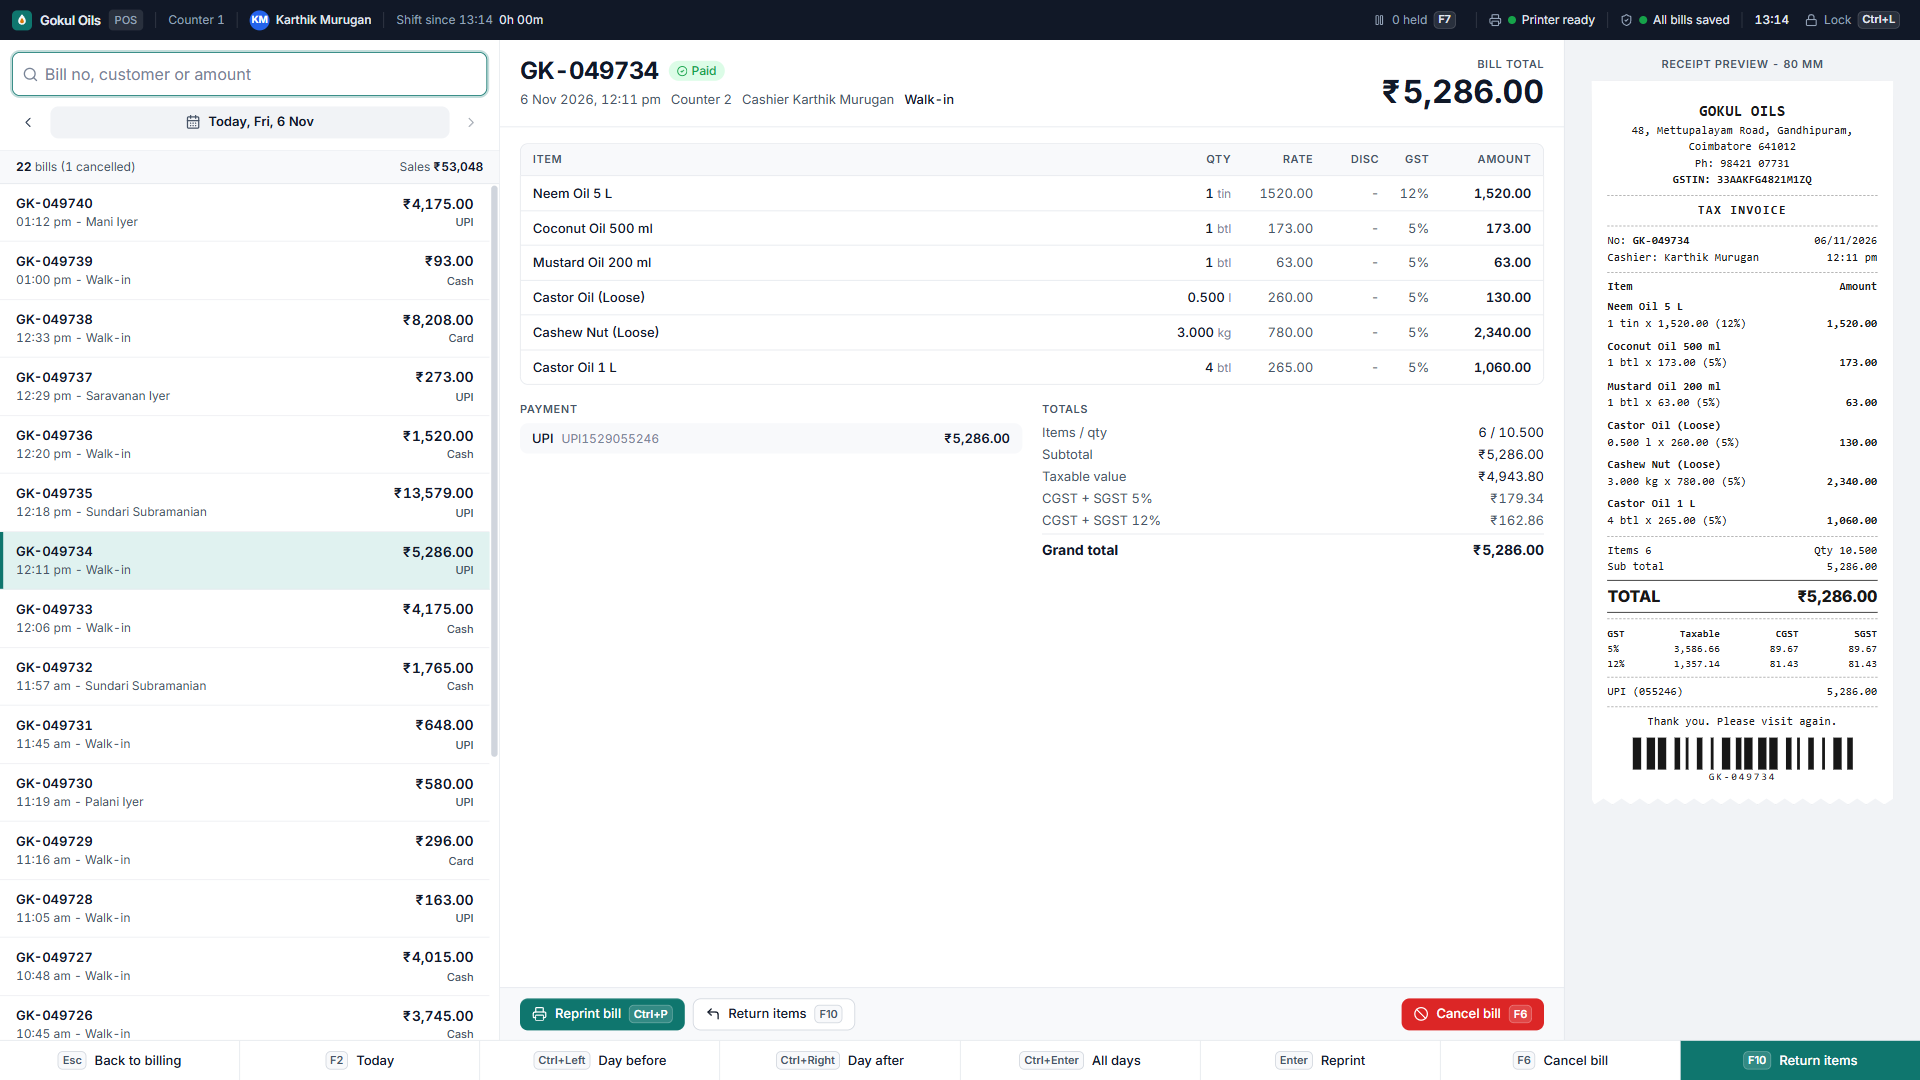 Gokul Oils POS Counter 1 KM Karthik Murugan Shift since 13:14 0h 00m 0 held F7 Printer ready All bills saved 13:14 Lock Ctrl+L
Bill no, customer or amount
Today, Fri, 6 Nov
22 bills (1 cancelled) Sales ₹53,048
GK-049740 ₹4,175.00
01:12 pm - Mani Iyer UPI
GK-049739 ₹93.00
01:00 pm - Walk-in Cash
GK-049738 ₹8,208.00
12:33 pm - Walk-in Card
GK-049737 ₹273.00
12:29 pm - Saravanan Iyer UPI
GK-049736 ₹1,520.00
12:20 pm - Walk-in Cash
GK-049735 ₹13,579.00
12:18 pm - Sundari Subramanian UPI
GK-049734 ₹5,286.00
12:11 pm - Walk-in UPI
GK-049733 ₹4,175.00
12:06 pm - Walk-in Cash
GK-049732 ₹1,765.00
11:57 am - Sundari Subramanian Cash
GK-049731 ₹648.00
11:45 am - Walk-in UPI
GK-049730 ₹580.00
11:19 am - Palani Iyer UPI
GK-049729 ₹296.00
11:16 am - Walk-in Card
GK-049728 ₹163.00
11:05 am - Walk-in UPI
GK-049727 ₹4,015.00
10:48 am - Walk-in Cash
GK-049726 ₹3,745.00
10:45 am - Walk-in Cash
GK-049734 Paid
6 Nov 2026, 12:11 pm Counter 2 Cashier Karthik Murugan Walk-in
BILL TOTAL
₹5,286.00
ITEM QTY RATE DISC GST AMOUNT
Neem Oil 5 L 1 tin 1520.00 - 12% 1,520.00
Coconut Oil 500 ml 1 btl 173.00 - 5% 173.00
Mustard Oil 200 ml 1 btl 63.00 - 5% 63.00
Castor Oil (Loose) 0.500 l 260.00 - 5% 130.00
Cashew Nut (Loose) 3.000 kg 780.00 - 5% 2,340.00
Castor Oil 1 L 4 btl 265.00 - 5% 1,060.00
PAYMENT
UPI UPI1529055246 ₹5,286.00
TOTALS
Items / qty 6 / 10.500
Subtotal ₹5,286.00
Taxable value ₹4,943.80
CGST + SGST 5% ₹179.34
CGST + SGST 12% ₹162.86
Grand total ₹5,286.00
Reprint bill Ctrl+P Return items F10 Cancel bill F6
RECEIPT PREVIEW - 80 MM
GOKUL OILS
48, Mettupalayam Road, Gandhipuram,
Coimbatore 641012
Ph: 98421 07731
GSTIN: 33AAKFG4821M1ZQ
TAX INVOICE
No: GK-049734 06/11/2026
Cashier: Karthik Murugan 12:11 pm
Item Amount
Neem Oil 5 L
1 tin x 1,520.00 (12%) 1,520.00
Coconut Oil 500 ml
1 btl x 173.00 (5%) 173.00
Mustard Oil 200 ml
1 btl x 63.00 (5%) 63.00
Castor Oil (Loose)
0.500 l x 260.00 (5%) 130.00
Cashew Nut (Loose)
3.000 kg x 780.00 (5%) 2,340.00
Castor Oil 1 L
4 btl x 265.00 (5%) 1,060.00
Items 6 Qty 10.500
Sub total 5,286.00
TOTAL ₹5,286.00
GST Taxable CGST SGST
5% 3,586.66 89.67 89.67
12% 1,357.14 81.43 81.43
UPI (055246) 5,286.00
Thank you. Please visit again.
GK-049734
Esc Back to billing F2 Today Ctrl+Left Day before Ctrl+Right Day after Ctrl+Enter All days Enter Reprint F6 Cancel bill F10 Return items